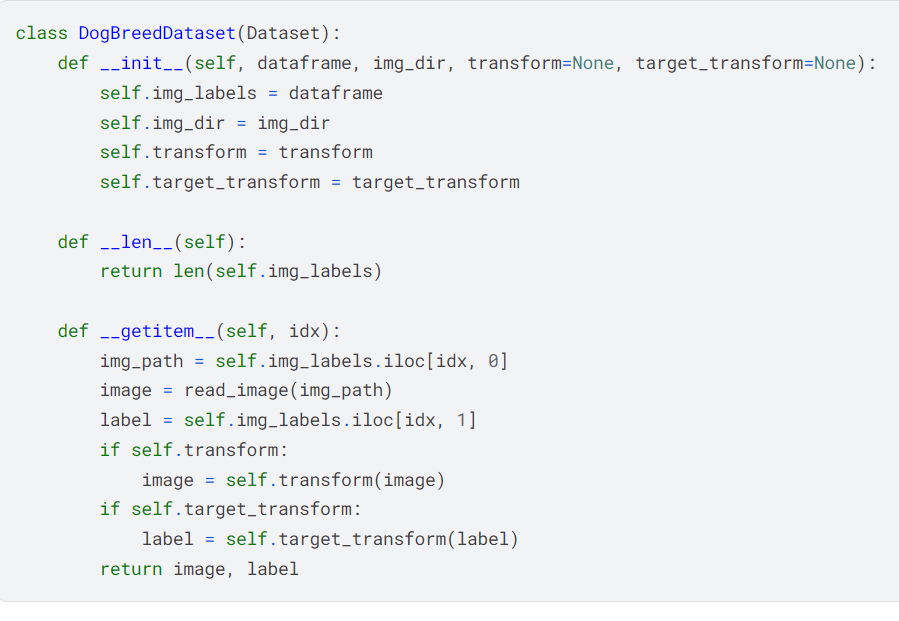 class DogBreedDataset(Dataset):
    def __init__(self, dataframe, img_dir, transform=None, target_transform=None):
        self.img_labels = dataframe
        self.img_dir = img_dir
        self.transform = transform
        self.target_transform = target_transform

    def __len__(self):
        return len(self.img_labels)

    def __getitem__(self, idx):
        img_path = self.img_labels.iloc[idx, 0]
        image = read_image(img_path)
        label = self.img_labels.iloc[idx, 1]
        if self.transform:
            image = self.transform(image)
        if self.target_transform:
            label = self.target_transform(label)
        return image, label